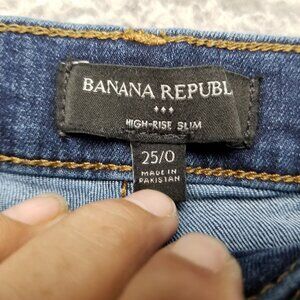 BANANA REPUBL
HIGH-RISE SLIM
25/0
MADE IN
PAKISTAN